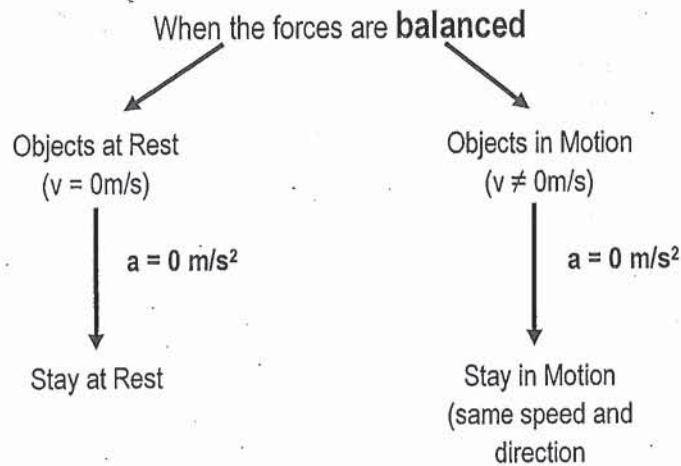 When the forces are balanced
Objects at Rest
(v = 0m/s)
a = 0 m/s²
Stay at Rest
Objects in Motion
(v ≠ 0m/s)
a = 0 m/s²
Stay in Motion
(same speed and
direction